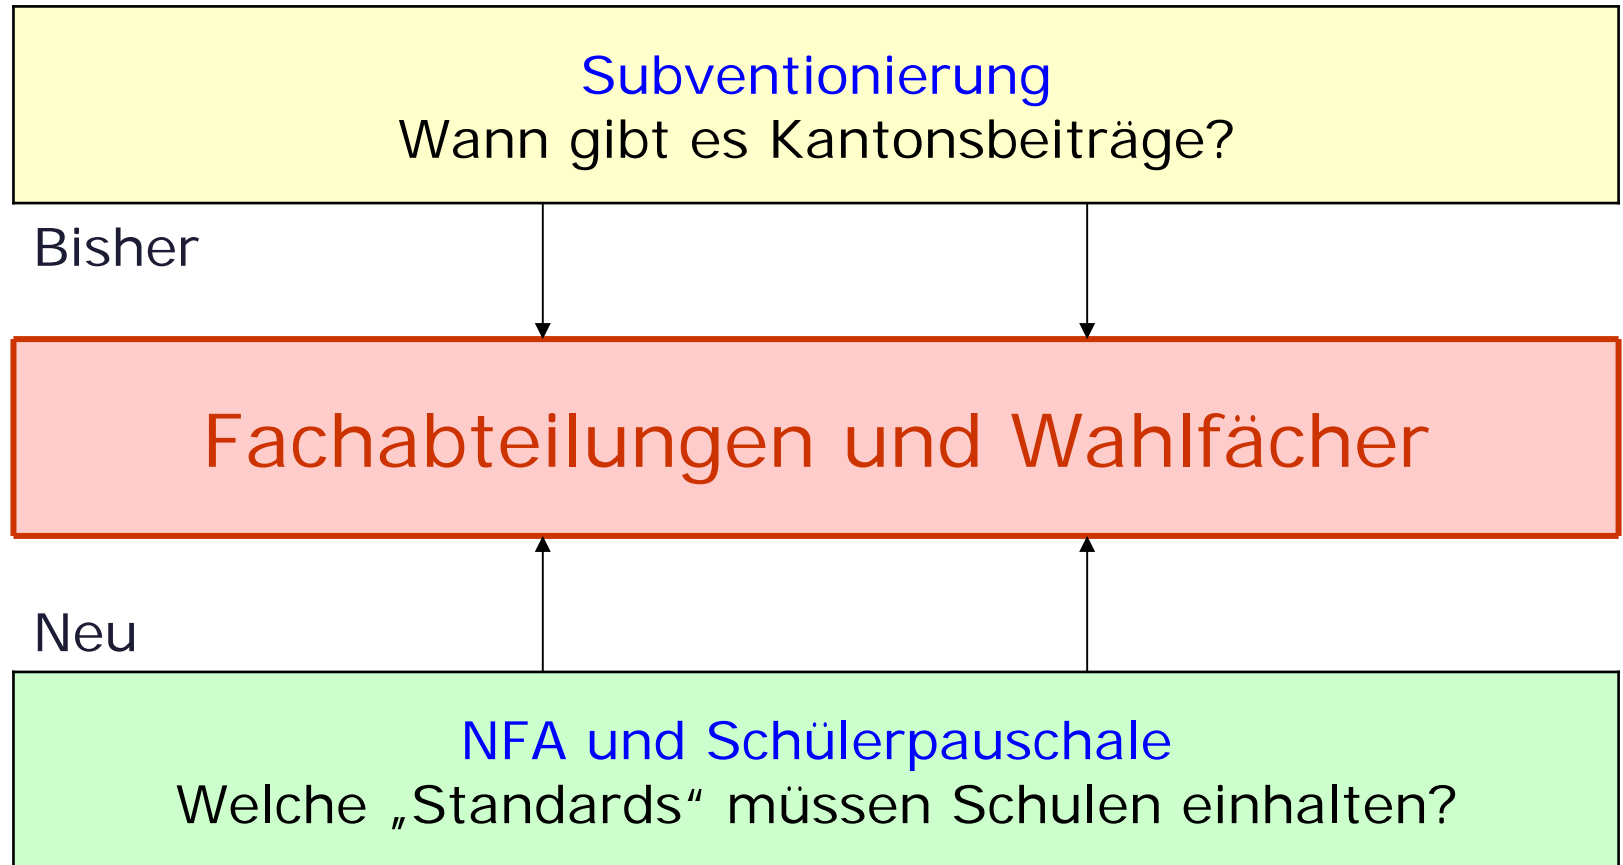 Subventionierung
Wann gibt es Kantonsbeiträge?
Bisher
Fachabteilungen und Wahlfächer
Neu
NFA und Schülerpauschale
Welche „Standards“ müssen Schulen einhalten?